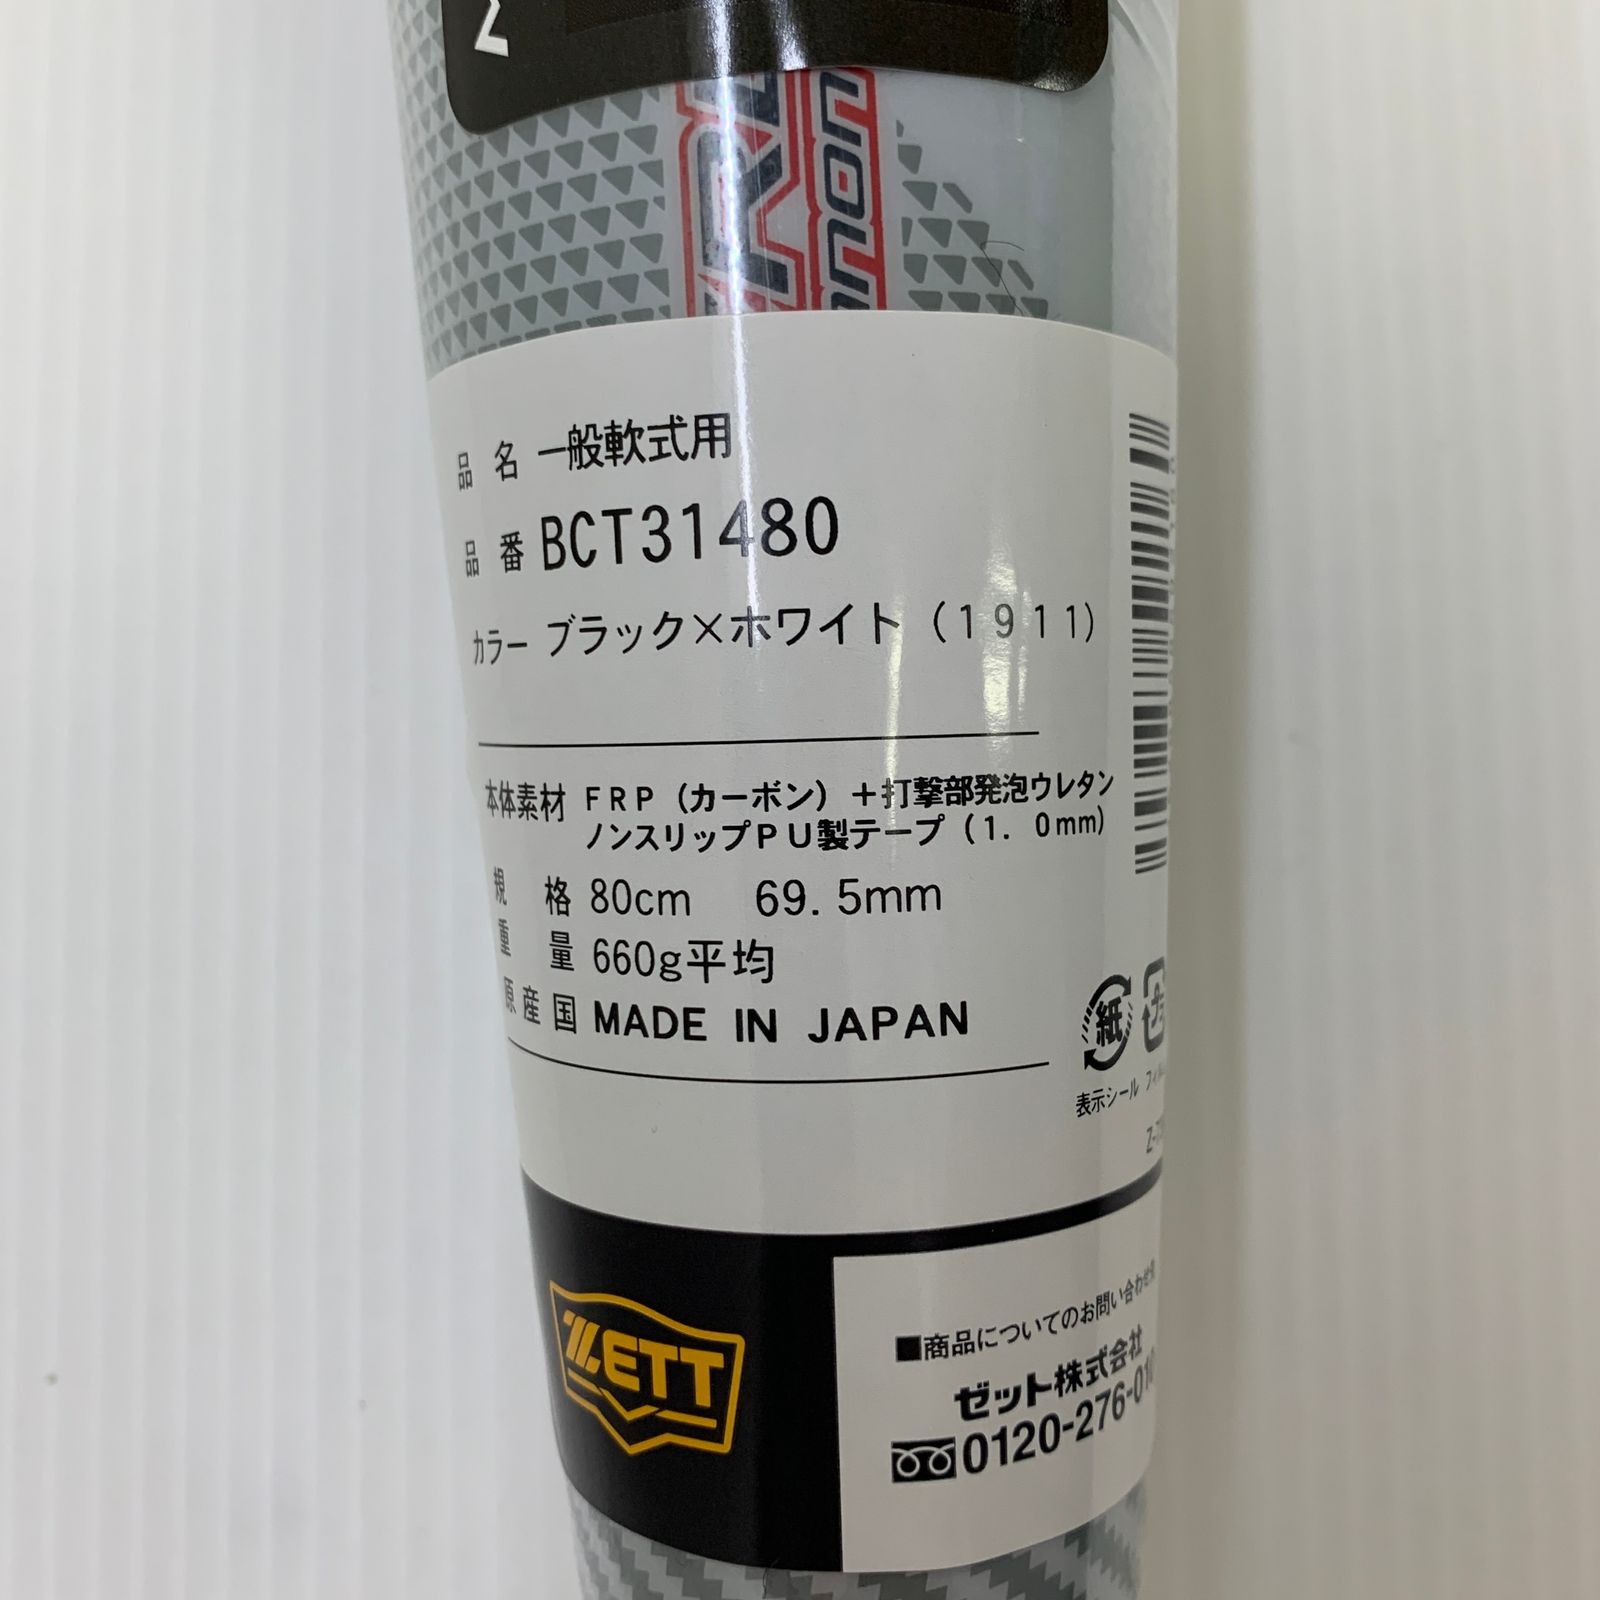 品名 一般軟式用
品番 BCT31480
カラー ブラック×ホワイト（1911）
本体素材 FRP（カーボン）＋打撃部発泡ウレタン
ノンスリップPU製テープ（1.0mm）
規格 80cm 69.5mm
重量 660g平均
原産国 MADE IN JAPAN
紙
表示シール
ZETT
■商品についてのお問い合わせ
ゼット株式会社
0120-276-010